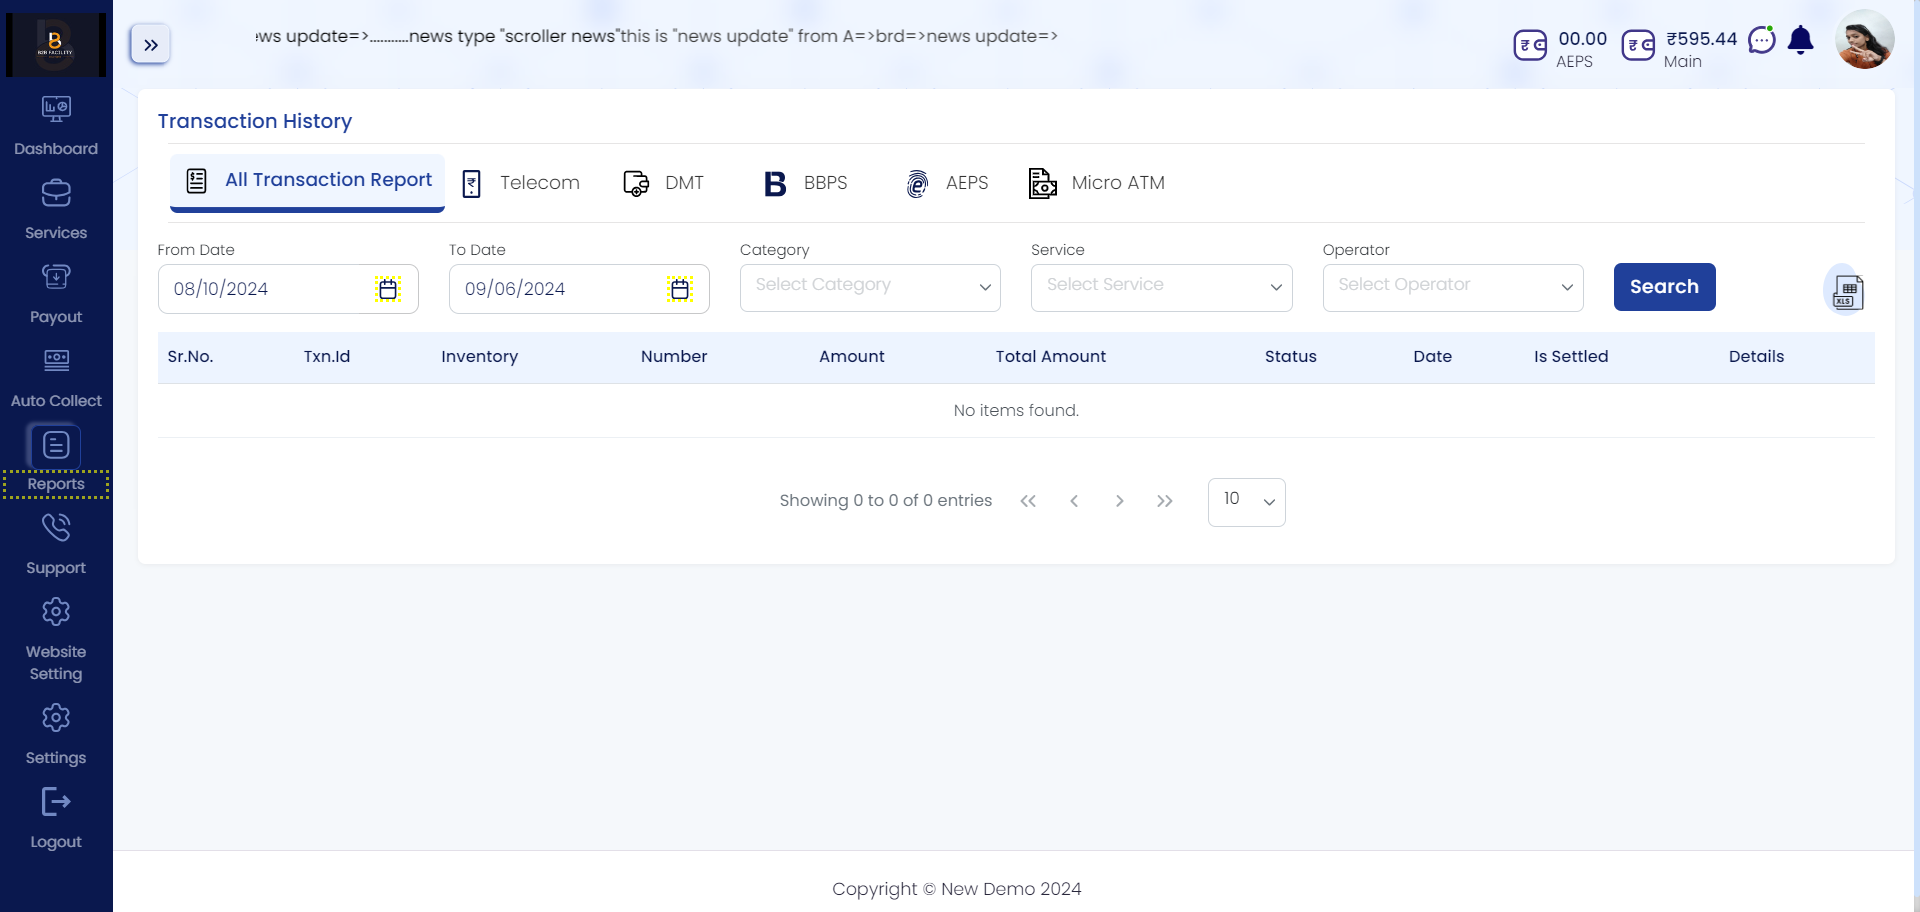 B2B FACILITY
Dashboard
Services
Payout
Auto Collect
Reports
Support
Website
Setting
Settings
Logout
ws update=>...........news type "scroller news"this is "news update" from A=>brd=>news update=>
00.00
AEPS
₹595.44
Main
Transaction History
All Transaction Report
Telecom
DMT
BBPS
AEPS
Micro ATM
From Date
To Date
Category
Service
Operator
08/10/2024
09/06/2024
Select Category
Select Service
Select Operator
Search
XLS
Sr.No. Txn.Id Inventory Number Amount Total Amount Status Date Is Settled Details
No items found.
Showing 0 to 0 of 0 entries
10
Copyright © New Demo 2024